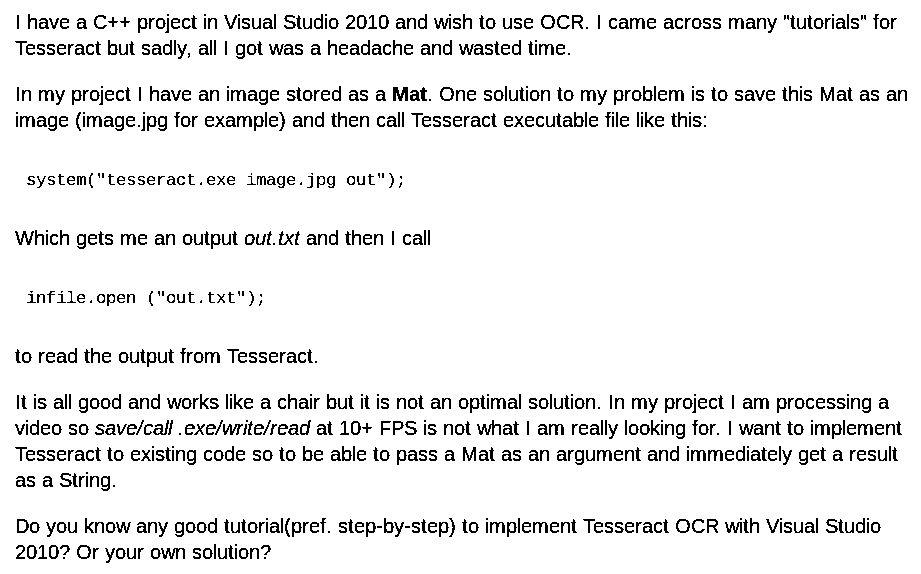 I have a C++ project in Visual Studio 2010 and wish to use OCR. I came across many "tutorials" for
Tesseract but sadly, all I got was a headache and wasted time.
In my project I have an image stored as a Mat. One solution to my problem is to save this Mat as an
image (image.jpg for example) and then call Tesseract executable file like this:
system("tesseract.exe image.jpg out");
Which gets me an output out.txt and then I call
infile.open ("out.txt");
to read the output from Tesseract.
It is all good and works like a chair but it is not an optimal solution. In my project I am processing a
video so save/call .exe/write/read at 10+ FPS is not what I am really looking for. I want to implement
Tesseract to existing code so to be able to pass a Mat as an argument and immediately get a result
as a String.
Do you know any good tutorial(pref. step-by-step) to implement Tesseract OCR with Visual Studio
2010? Or your own solution?